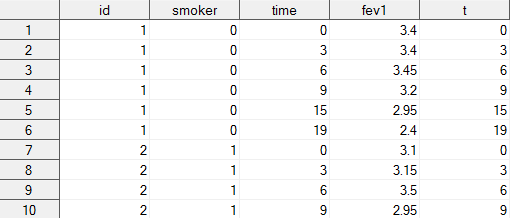 id smoker time fev1 t
1 1 0 0 3.4 0
2 1 0 3 3.4 3
3 1 0 6 3.45 6
4 1 0 9 3.2 9
5 1 0 15 2.95 15
6 1 0 19 2.4 19
7 2 1 0 3.1 0
8 2 1 3 3.15 3
9 2 1 6 3.5 6
10 2 1 9 2.95 9